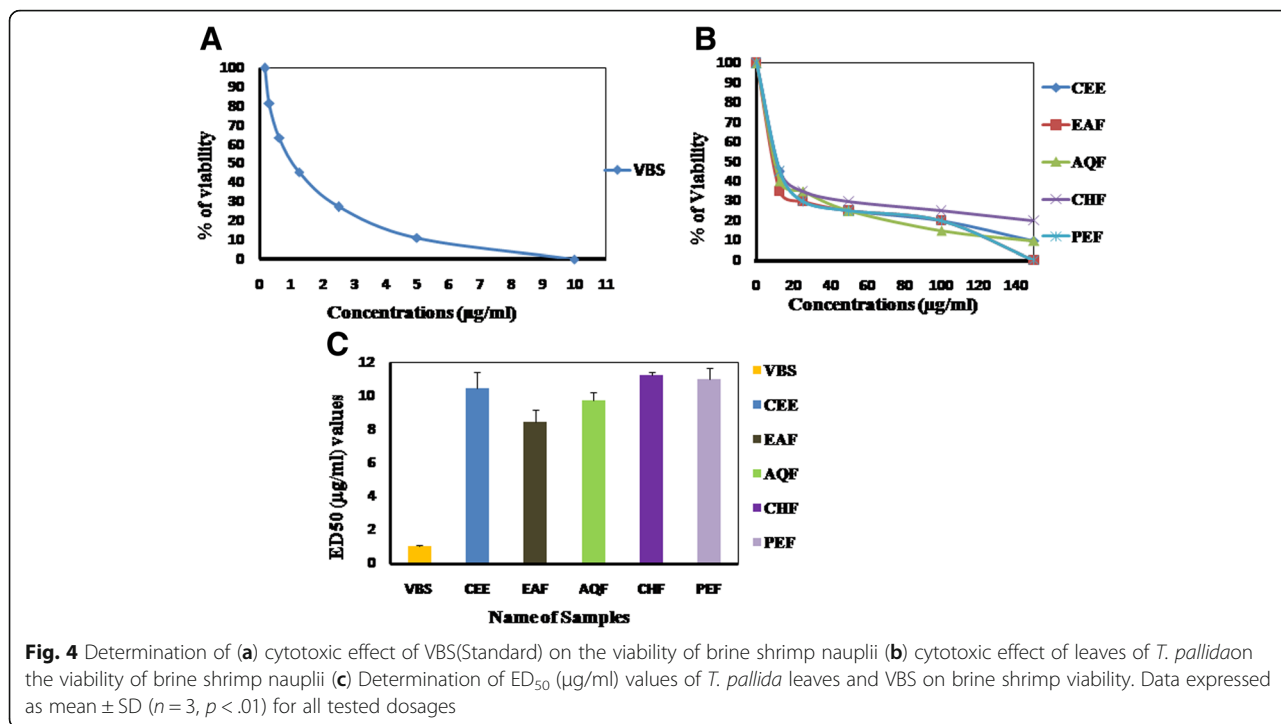 A
100
90
80
70
60
50
40
30
20
10
0
% of viability
0 1 2 3 4 5 6 7 8 9 10 11
Concentrations (µg/ml)
VBS
B
100
90
80
70
60
50
40
30
20
10
0
% of Viability
0 20 40 60 80 100 120 140
Concentrations (µg/ml)
CEE
EAF
AQF
CHF
PEF
C
12
10
8
6
4
2
0
ED50 (µg/ml) values
VBS CEE EAF AQF CHF PEF
Name of Samples
VBS
CEE
EAF
AQF
CHF
PEF
Fig. 4 Determination of (a) cytotoxic effect of VBS(Standard) on the viability of brine shrimp nauplii (b) cytotoxic effect of leaves of T. pallidaon
the viability of brine shrimp nauplii (c) Determination of ED50 (µg/ml) values of T. pallida leaves and VBS on brine shrimp viability. Data expressed
as mean ± SD (n = 3, p < .01) for all tested dosages